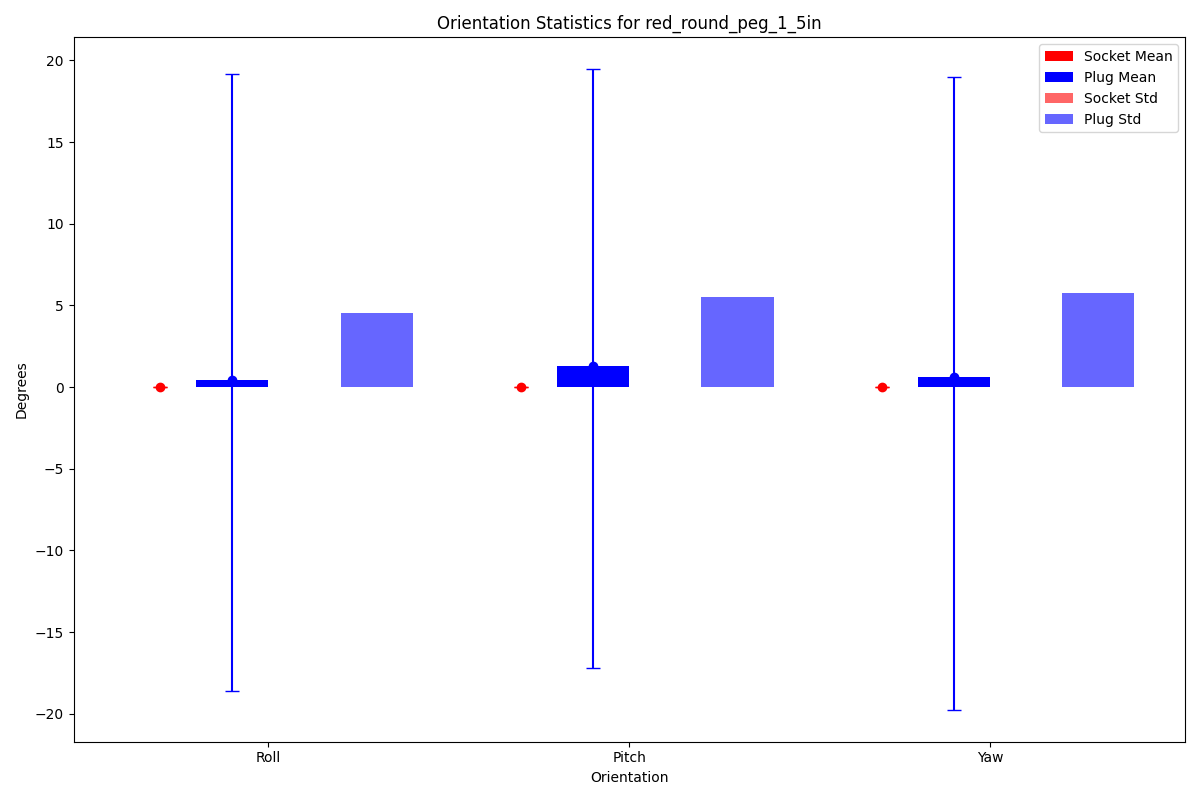 Orientation Statistics for red_round_peg_1_5in
Socket Mean
Plug Mean
Socket Std
Plug Std
20
15
10
5
0
−5
−10
−15
−20
Degrees
Roll
Pitch
Yaw
Orientation